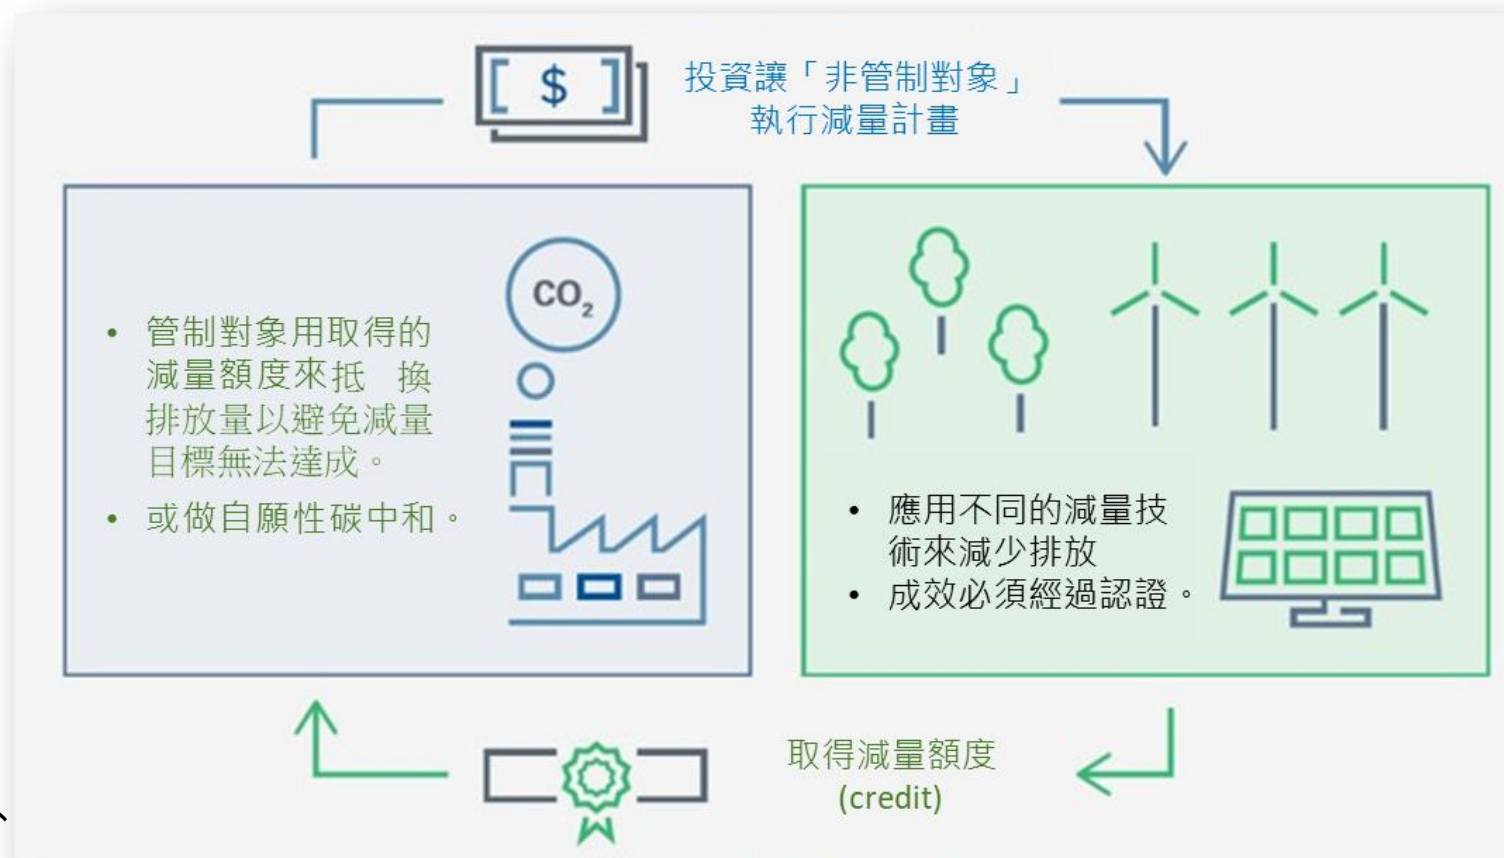 $
投資讓「非管制對象」
執行減量計畫
CO₂
• 管制對象用取得的
減量額度來抵 換
排放量以避免減量
目標無法達成。
• 或做自願性碳中和。
• 應用不同的減量技
術來減少排放
• 成效必須經過認證。
取得減量額度
(credit)